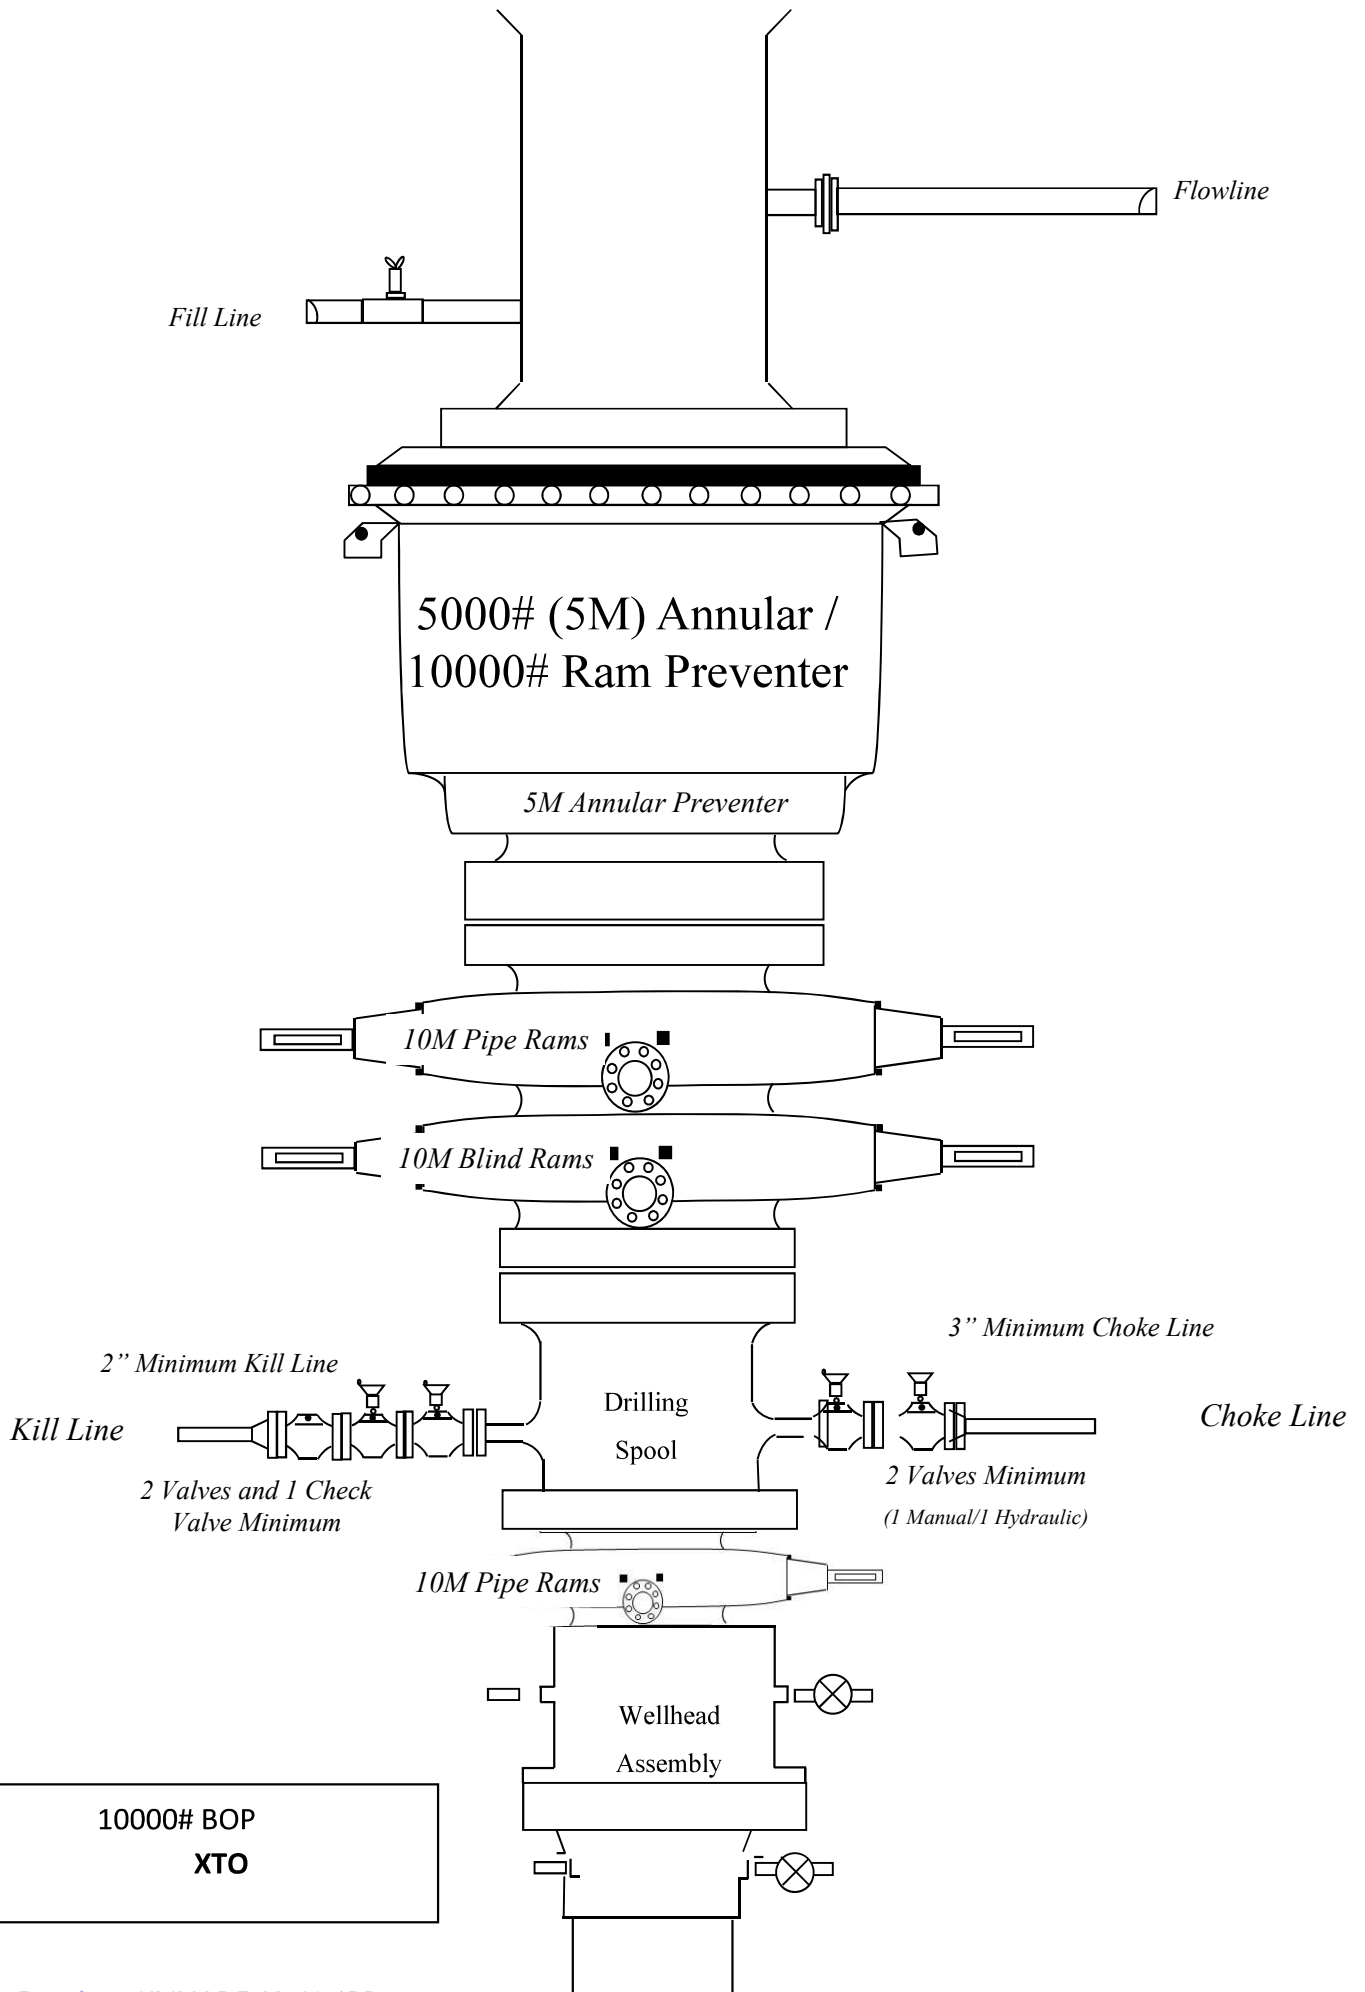 Flowline
Fill Line
5000# (5M) Annular /
10000# Ram Preventer
5M Annular Preventer
10M Pipe Rams
10M Blind Rams
3” Minimum Choke Line
2” Minimum Kill Line
Drilling
Spool
Kill Line
Choke Line
2 Valves and 1 Check
Valve Minimum
2 Valves Minimum
(1 Manual/1 Hydraulic)
10M Pipe Rams
Wellhead
Assembly
10000# BOP
XTO